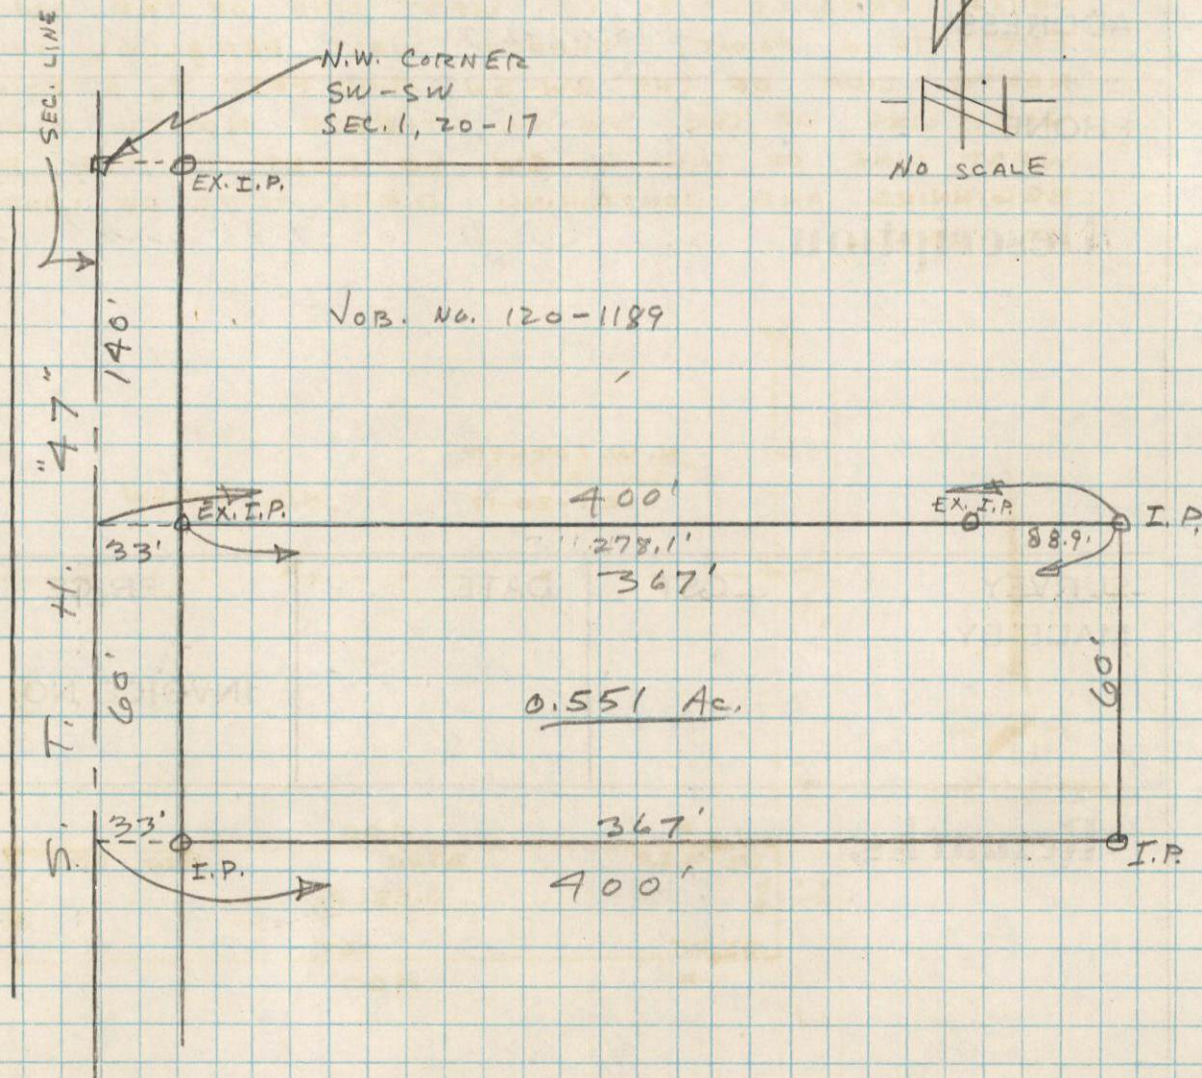 SEC. LINE
N.W. CORNER
SW-SW
SEC. 1, 20-17
N
NO SCALE
EX. I.P.
140'
JOB. NO. 120-1189
S. T. H. "47"
EX. I.P.
400'
EX. I.P.
I.P.
33'
278.1'
88.9'
367'
60'
60'
0.551 Ac.
33'
367'
I.P.
I.P.
400'